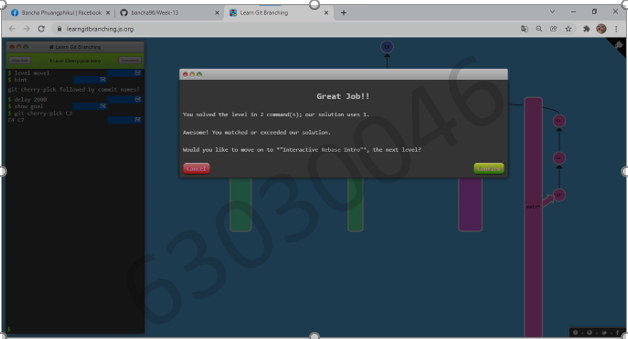 Bancha Phuangphikul | Facebook
bancha96/Week-13
Learn Git Branching
learngitbranching.js.org
Learn Git Branching
$ level move1
$ hint
git cherry-pick followed by commit names!
$ delay 2000
$ show goal
$ git cherry-pick C3
C4 C7
Great Job!!
You solved the level in 1 command(s); our solution uses 1.
Awesome! You matched or exceeded our solution.
Would you like to move on to *"Interactive Rebase Intro"*, the next level?
Cancel
63030046